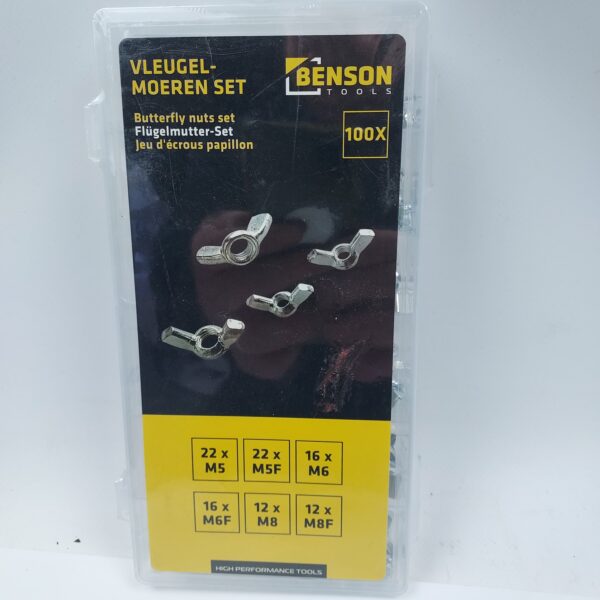 VLEUGEL-
MOEREN SET
BENSON
TOOLS
Butterfly nuts set
Flügelmutter-Set
Jeu d'écrous papillon
100X
22 x
M5
22 x
M5F
16 x
M6
16 x
M6F
12 x
M8
12 x
M8F
HIGH PERFORMANCE TOOLS